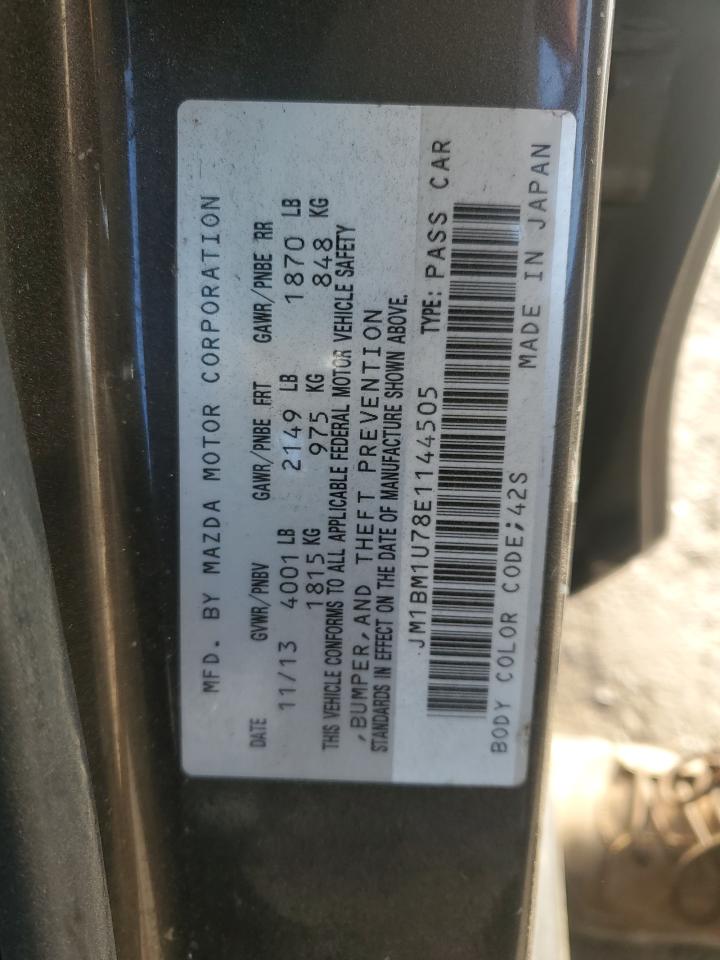 MFD. BY MAZDA MOTOR CORPORATION
DATE GVWR/PNBV GAWR/PNBE FRT GAWR/PNBE RR
11/13 4001 LB 2149 LB 1870 LB
1815 KG 975 KG 848 KG
THIS VEHICLE CONFORMS TO ALL APPLICABLE FEDERAL MOTOR VEHICLE SAFETY
,BUMPER, AND THEFT PREVENTION
STANDARDS IN EFFECT ON THE DATE OF MANUFACTURE SHOWN ABOVE.
JM1BM1U78E1144505 TYPE: PASS CAR
BODY COLOR CODE;42S MADE IN JAPAN